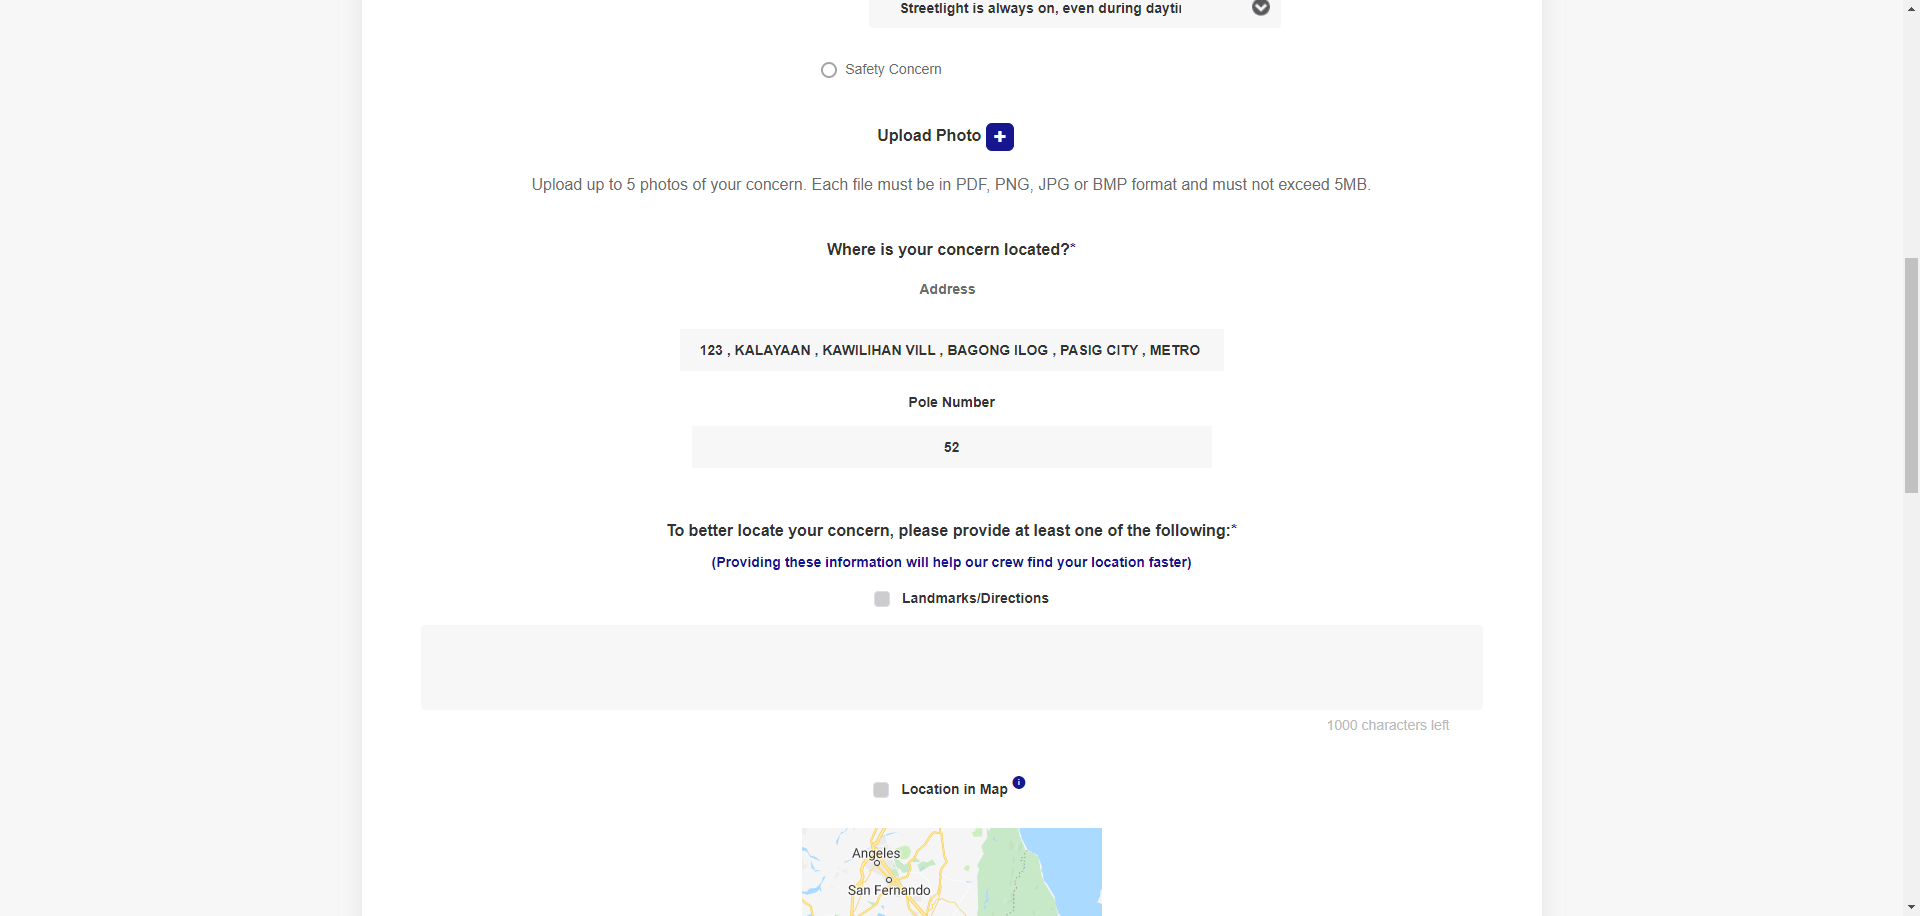 Streetlight is always on, even during dayti
Safety Concern
Upload Photo
Upload up to 5 photos of your concern. Each file must be in PDF, PNG, JPG or BMP format and must not exceed 5MB.
Where is your concern located?*
Address
123 , KALAYAAN , KAWILIHAN VILL , BAGONG ILOG , PASIG CITY , METRO
Pole Number
52
To better locate your concern, please provide at least one of the following:*
(Providing these information will help our crew find your location faster)
Landmarks/Directions
1000 characters left
Location in Map
Angeles
San Fernando